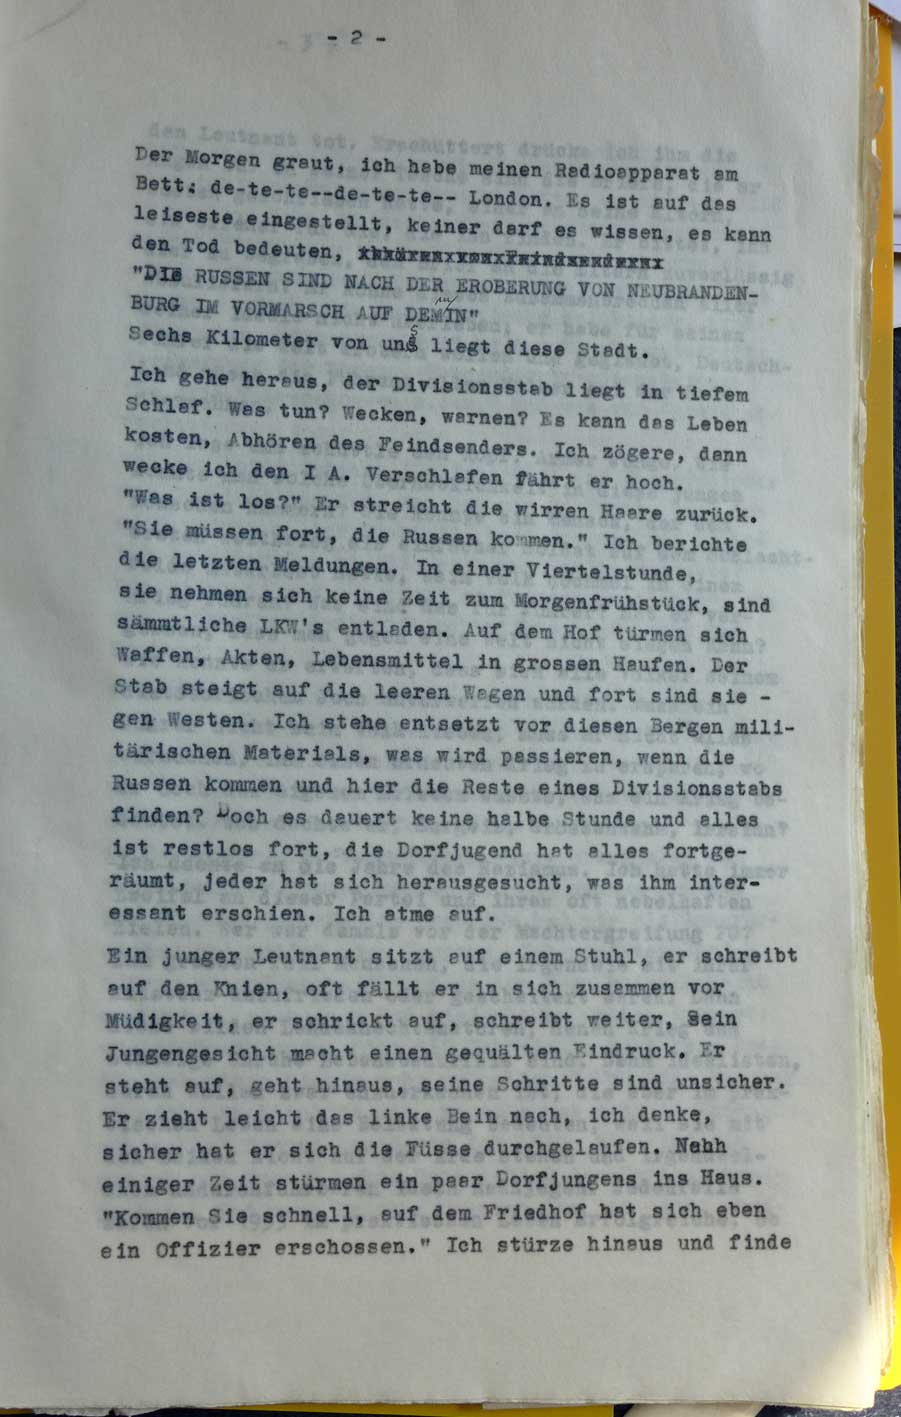 - 2 -
Der Morgen graut, ich habe meinen Radioapparat am
Bett: de-te-te--de-te-te-- London. Es ist auf das
leiseste eingestellt, keiner darf es wissen, es kann
den Tod bedeuten,
"DIE RUSSEN SIND NACH DER EROBERUNG VON NEUBRANDEN-
BURG IM VORMARSCH AUF DEMMIN"
Sechs Kilometer von uns liegt diese Stadt.
Ich gehe heraus, der Divisionsstab liegt in tiefem
Schlaf. Was tun? Wecken, warnen? Es kann das Leben
kosten, Abhören des Feindsenders. Ich zögere, dann
wecke ich den I A. Verschlafen fährt er hoch.
"Was ist los?" Er streicht die wirren Haare zurück.
"Sie müssen fort, die Russen kommen." Ich berichte
die letzten Meldungen. In einer Viertelstunde,
sie nehmen sich keine Zeit zum Morgenfrühstück, sind
sämmtliche LKW's entladen. Auf dem Hof türmen sich
Waffen, Akten, Lebensmittel in grossen Haufen. Der
Stab steigt auf die leeren Wagen und fort sind sie -
gen Westen. Ich stehe entsetzt vor diesen Bergen mili-
tärischen Materials, was wird passieren, wenn die
Russen kommen und hier die Reste eines Divisionsstabs
finden? Doch es dauert keine halbe Stunde und alles
ist restlos fort, die Dorfjugend hat alles fortge-
räumt, jeder hat sich herausgesucht, was ihm inter-
essant erschien. Ich atme auf.
Ein junger Leutnant sitzt auf einem Stuhl, er schreibt
auf den Knien, oft fällt er in sich zusammen vor
Müdigkeit, er schrickt auf, schreibt weiter, Sein
Jungengesicht macht einen gequälten Eindruck. Er
steht auf, geht hinaus, seine Schritte sind unsicher.
Er zieht leicht das linke Bein nach, ich denke,
sicher hat er sich die Füsse durchgelaufen. Nahh
einiger Zeit stürmen ein paar Dorfjungens ins Haus.
"Kommen Sie schnell, auf dem Friedhof hat sich eben
ein Offizier erschossen." Ich stürze hinaus und finde